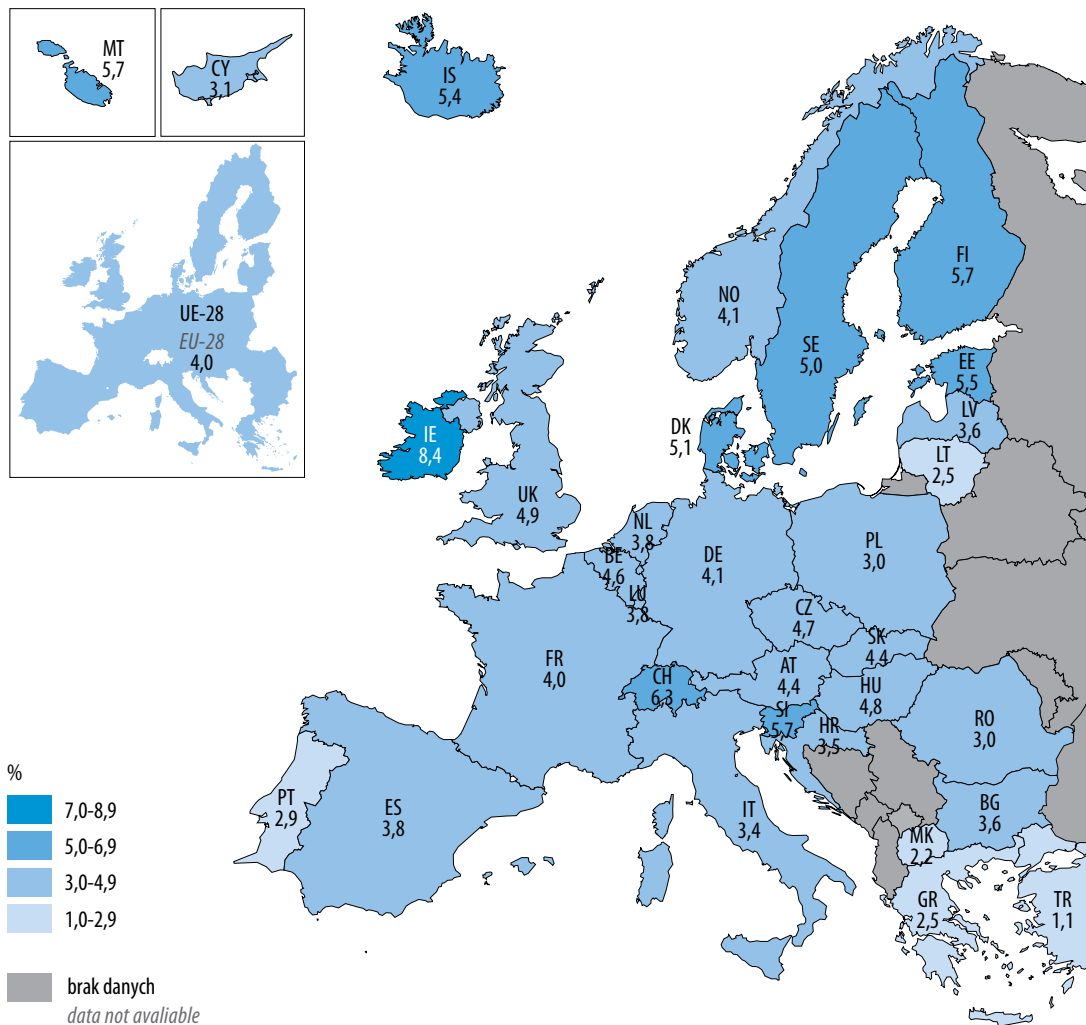 MT
5,7
CY
3,1
IS
5,4
UE-28
EU-28
4,0
NO
4,1
SE
5,0
FI
5,7
EE
5,5
LV
3,6
LT
2,5
DK
5,1
IE
8,4
UK
4,9
NL
3,8
BE
4,6
LU
3,8
DE
4,1
PL
3,0
CZ
4,7
SK
4,4
AT
4,4
HU
4,8
FR
4,0
CH
6,3
SI
5,7
HR
3,5
RO
3,0
BG
3,6
MK
2,2
GR
2,5
TR
1,1
IT
3,4
ES
3,8
PT
2,9
%
7,0-8,9
5,0-6,9
3,0-4,9
1,0-2,9
brak danych
data not avaliable